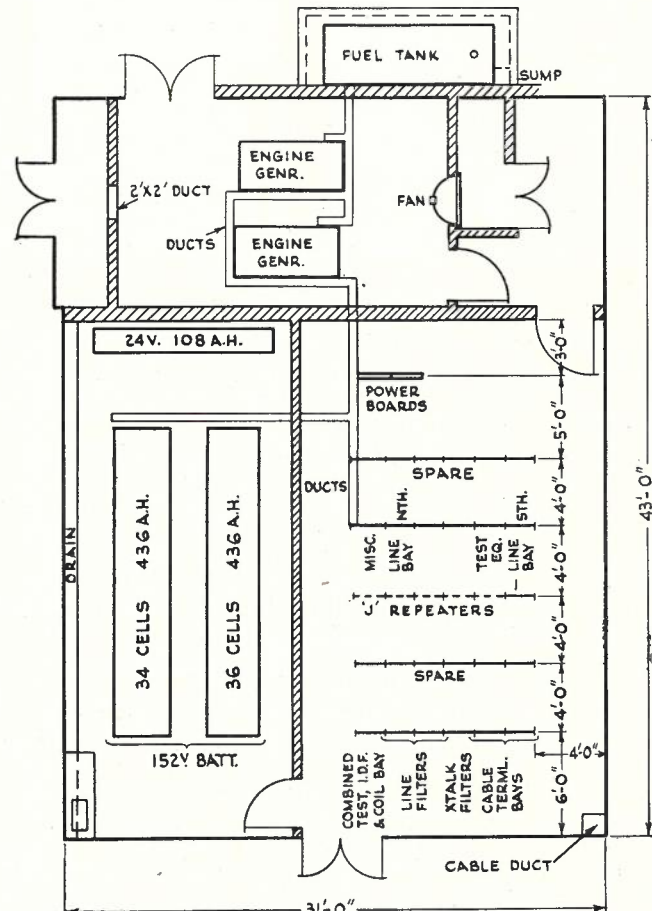 FUEL TANK
SUMP
ENGINE
GENR.
2'X2' DUCT
FAN
DUCTS
ENGINE
GENR.
24V. 108 A.H.
3'-0"
POWER
BOARDS
5'-0"
SPARE
DUCTS
NTH.
STH.
4'-0"
43'-0"
MISC.
LINE
BAY
TEST
EQ.
LINE
BAY
4'-0"
DRAIN
34 CELLS 436 A.H.
36 CELLS 436 A.H.
'J' REPEATERS
4'-0"
SPARE
4'-0"
152V. BATT.
COMBINED
TEST, I.D.F.
& COIL BAY
LINE
FILTERS
XTALK
FILTERS
CABLE
TERML.
BAYS
4'-0"
6'-0"
CABLE DUCT
31'-0"